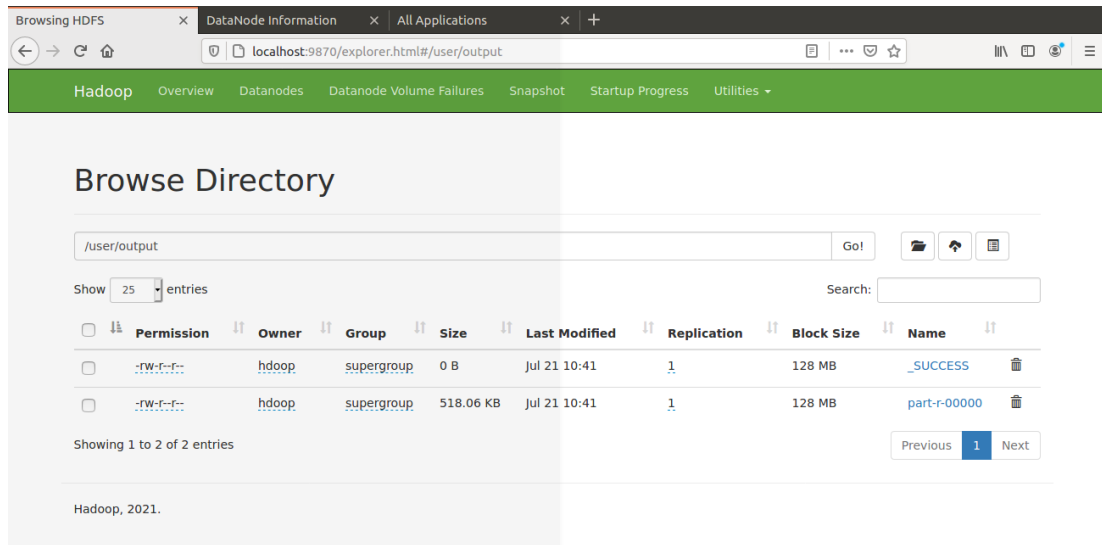 Browsing HDFS
DataNode Information
All Applications
localhost:9870/explorer.html#/user/output
Hadoop Overview Datanodes Datanode Volume Failures Snapshot Startup Progress Utilities
Browse Directory
/user/output Go!
Show 25 entries Search:
Permission Owner Group Size Last Modified Replication Block Size Name
-rw-r--r-- hdoop supergroup 0 B Jul 21 10:41 1 128 MB _SUCCESS
-rw-r--r-- hdoop supergroup 518.06 KB Jul 21 10:41 1 128 MB part-r-00000
Showing 1 to 2 of 2 entries Previous 1 Next
Hadoop, 2021.